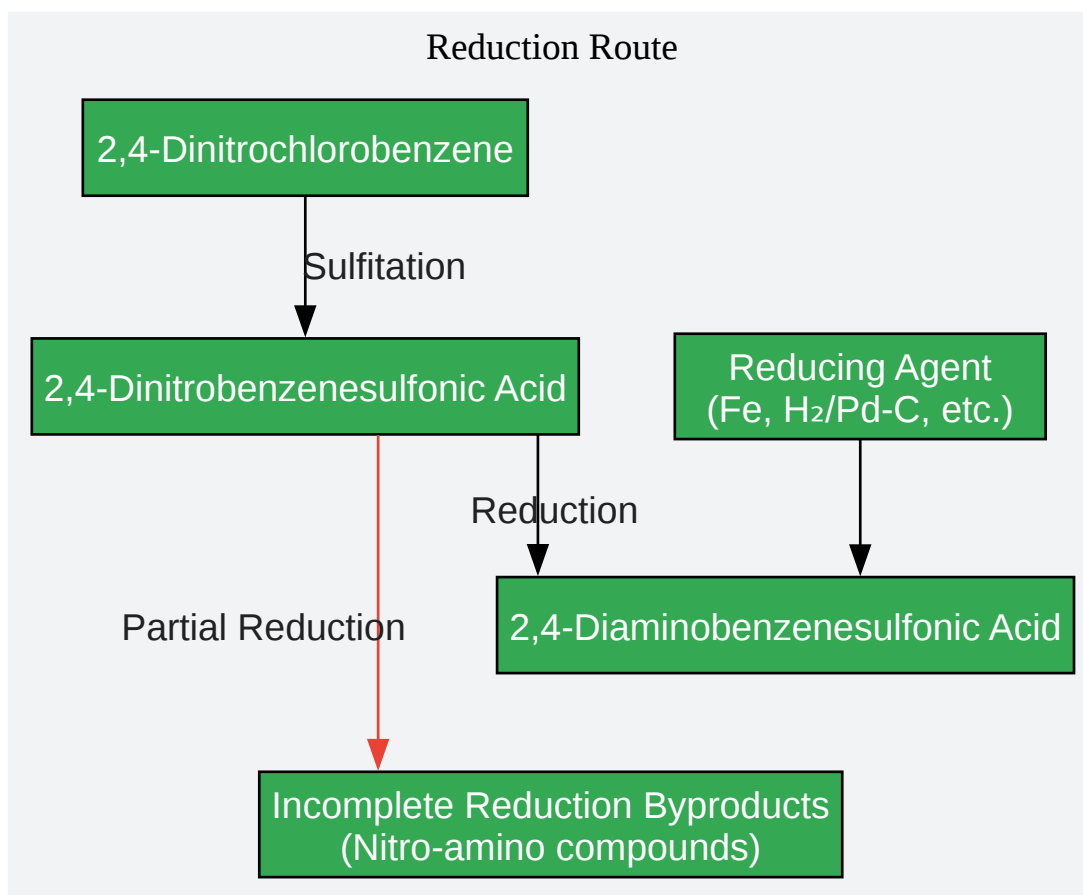 Reduction Route
2,4-Dinitrochlorobenzene
Sulfitation
2,4-Dinitrobenzenesulfonic Acid
Reducing Agent
(Fe, H₂/Pd-C, etc.)
Reduction
2,4-Diaminobenzenesulfonic Acid
Partial Reduction
Incomplete Reduction Byproducts
(Nitro-amino compounds)